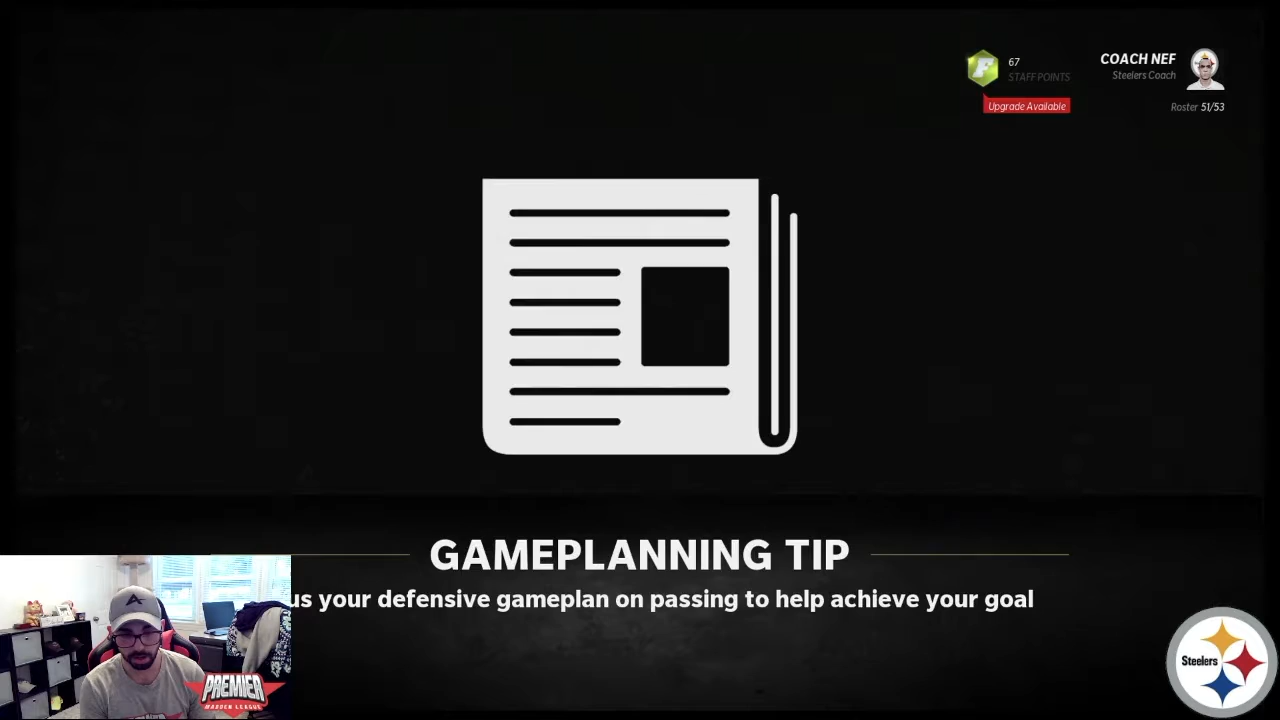 67
STAFF POINTS
COACH NEF
Steelers Coach
Upgrade Available
Roster 51/53
GAMEPLANNING TIP
us your defensive gameplan on passing to help achieve your goal
Steelers
PREMIER
MADDEN LEAGUE